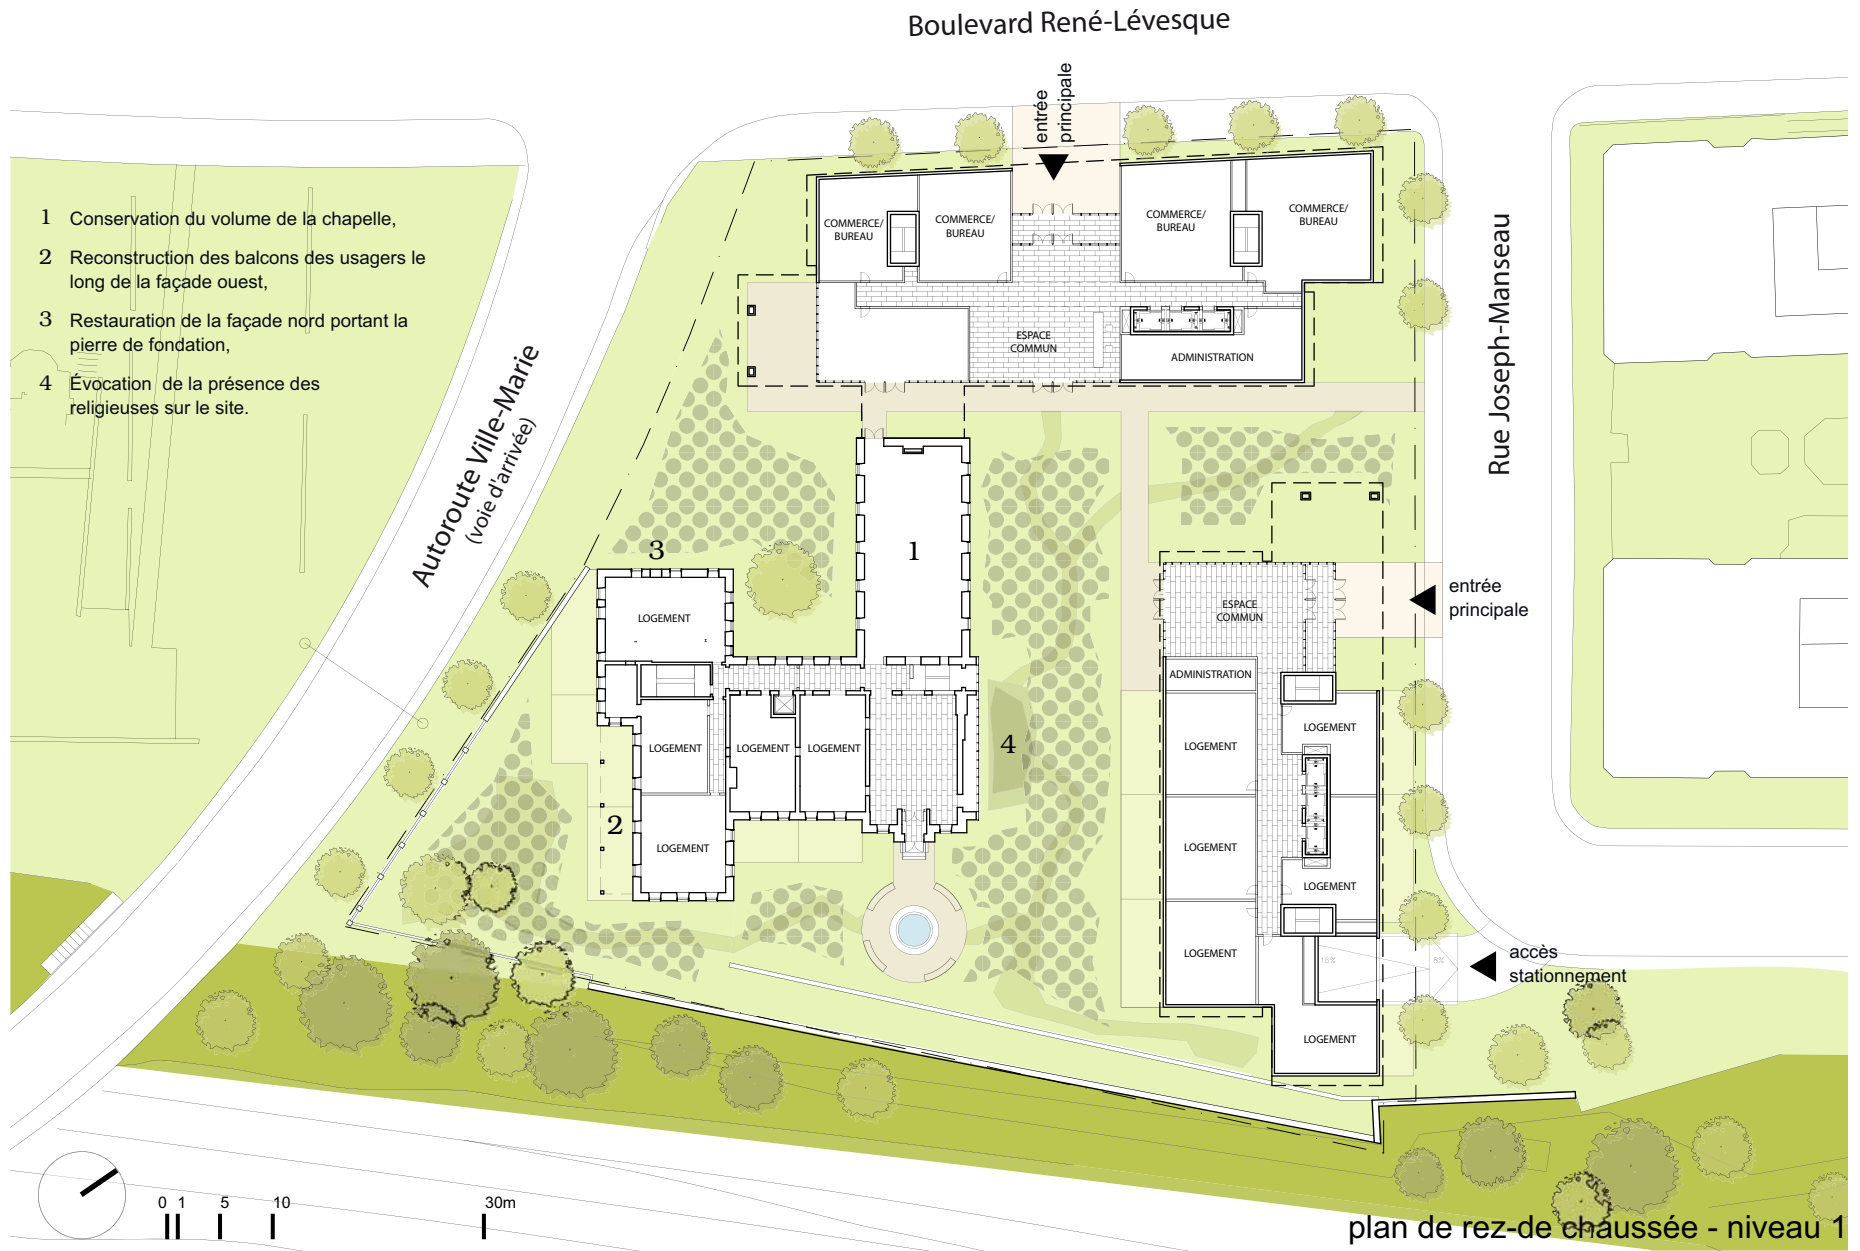 Boulevard René-Lévesque
entrée
principale
1 Conservation du volume de la chapelle,
2 Reconstruction des balcons des usagers le
long de la façade ouest,
3 Restauration de la façade nord portant la
pierre de fondation,
4 Évocation de la présence des
religieuses sur le site.
Autoroute Ville-Marie
(voie d'arrivée)
Rue Joseph-Manseau
COMMERCE/
BUREAU
COMMERCE/
BUREAU
COMMERCE/
BUREAU
COMMERCE/
BUREAU
ESPACE
COMMUN
ADMINISTRATION
3
1
LOGEMENT
ESPACE
COMMUN
entrée
principale
ADMINISTRATION
LOGEMENT
LOGEMENT
LOGEMENT
4
LOGEMENT
LOGEMENT
2
LOGEMENT
LOGEMENT
LOGEMENT
LOGEMENT
16%
8%
accès
stationnement
LOGEMENT
0 1 5 10 30m
plan de rez-de chaussée - niveau 1